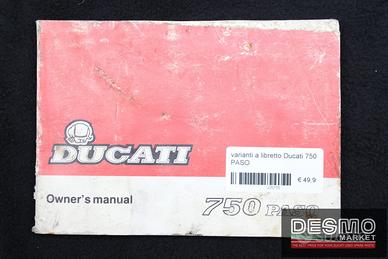 DUCATI
varianti a libretto Ducati 750
PASO
€ 49,9
Owner's manual
750 PASO
DESMO
MARKET